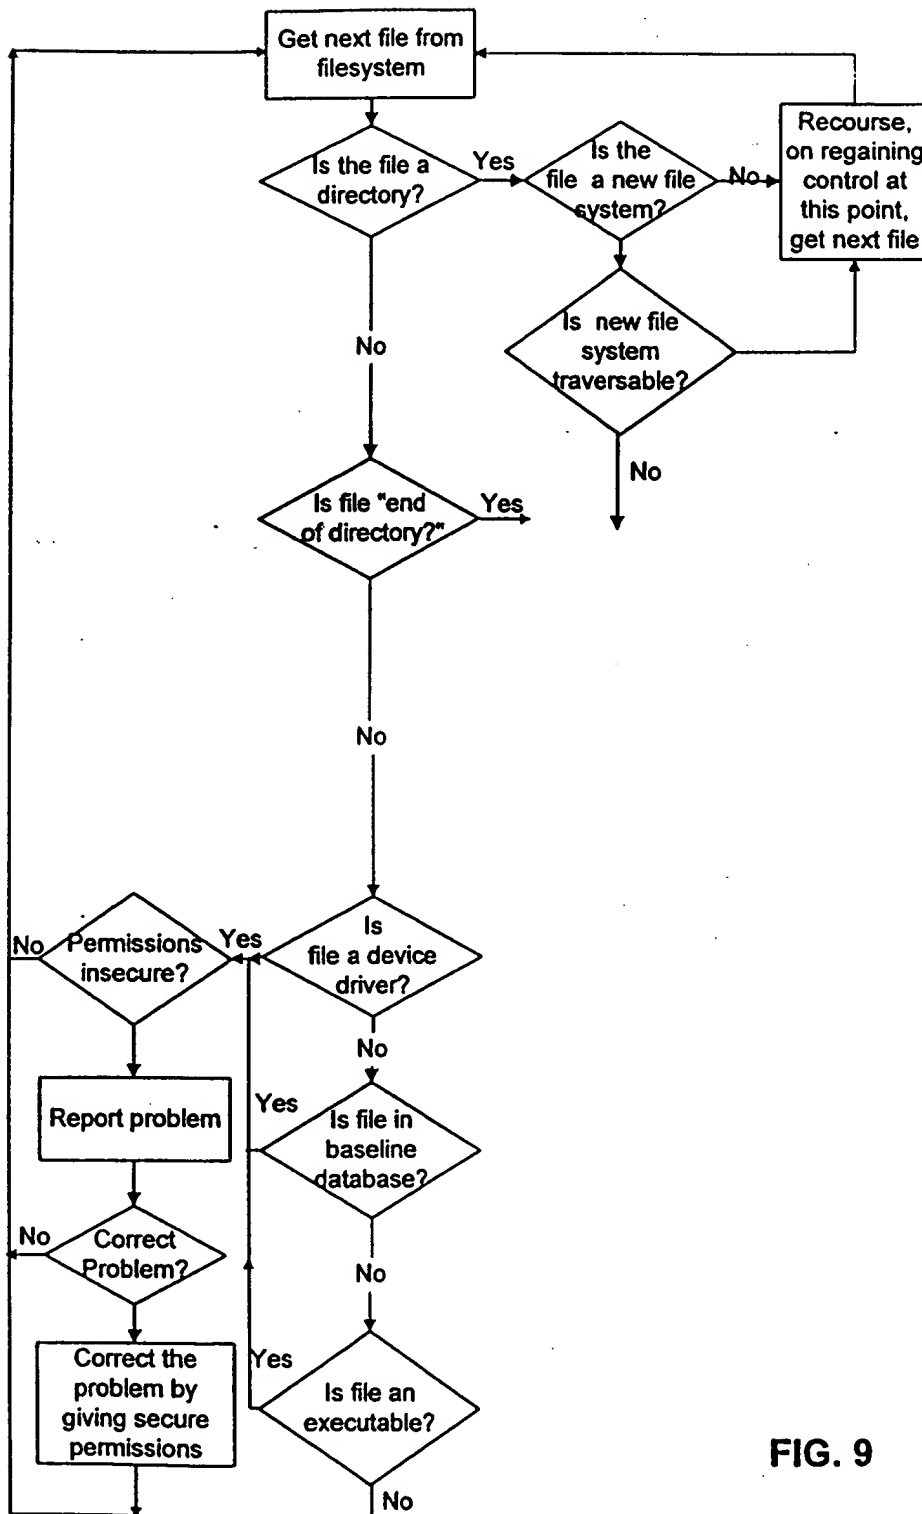 Get next file from
filesystem
Is the file a
directory?
Yes
Is the
file a new file
system?
No
Recourse,
on regaining
control at
this point,
get next file
Is new file
system
traversable?
No
No
Is file "end
of directory?"
Yes
No
Is
file a device
driver?
Yes
Permissions
insecure?
No
No
Report problem
Yes
Is file in
baseline
database?
No
Correct
Problem?
No
Correct the
problem by
giving secure
permissions
Yes
Is file an
executable?
No
FIG. 9